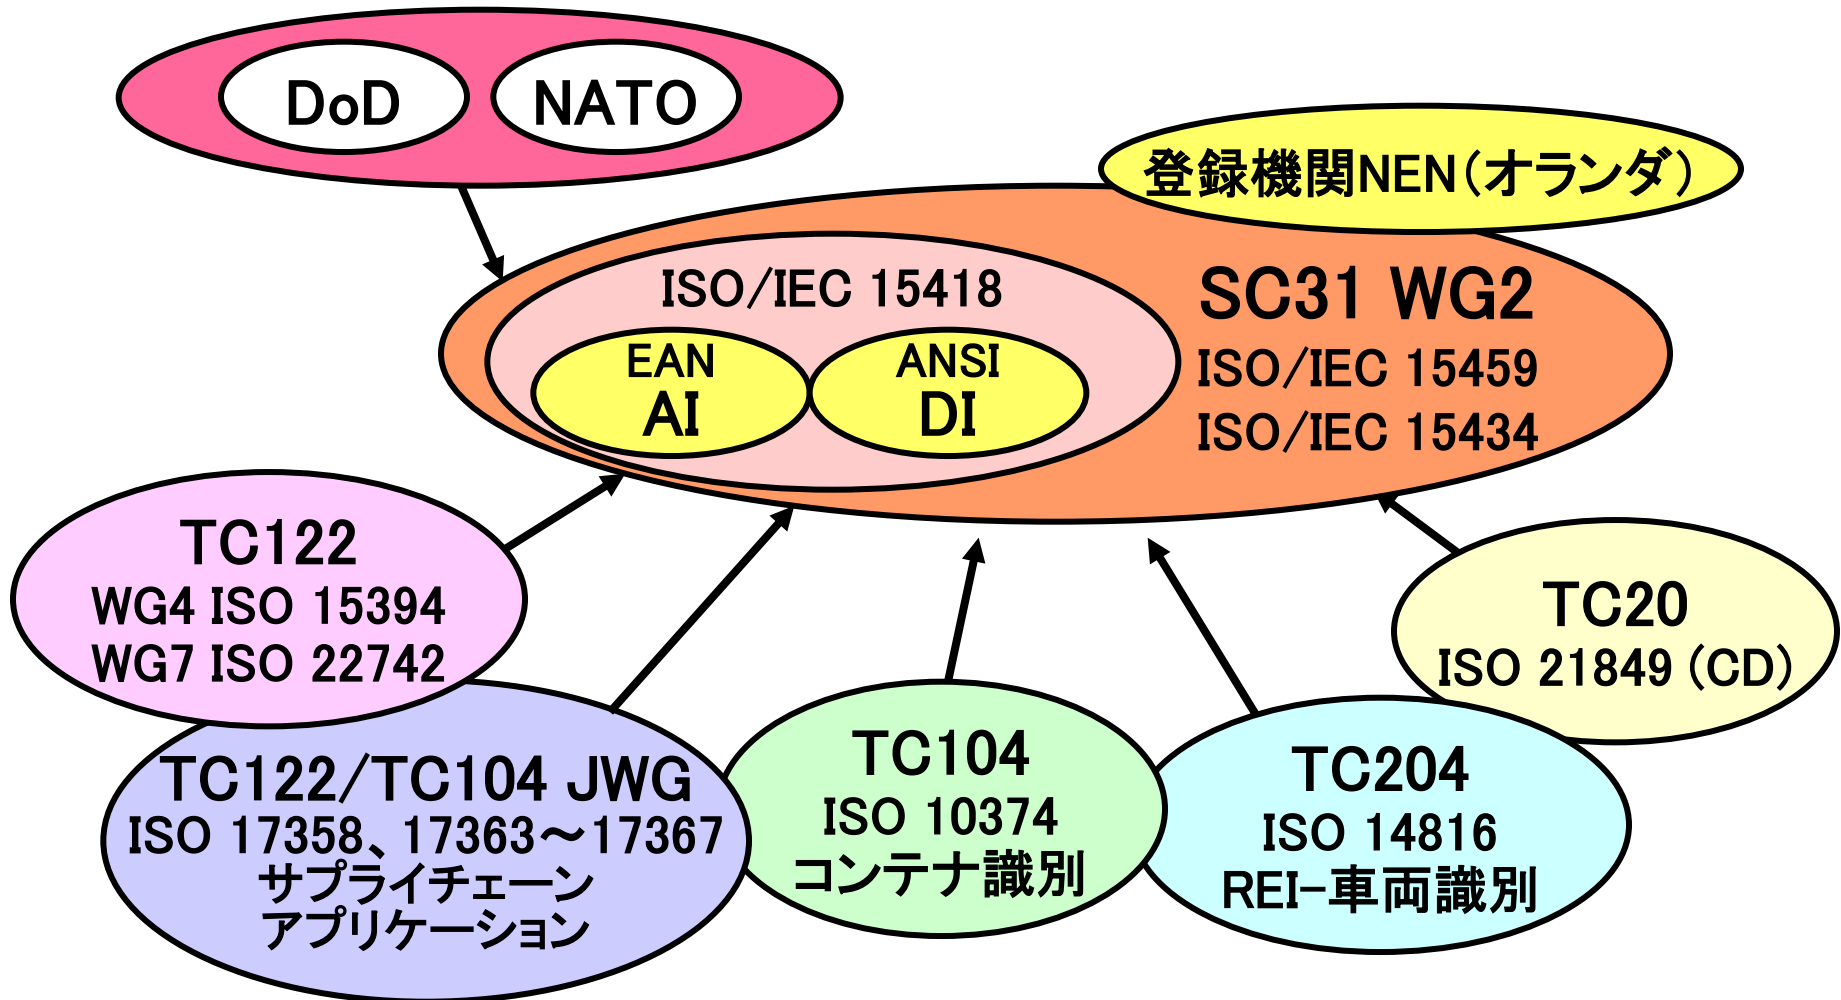 DoD
NATO
登録機関NEN(オランダ)
ISO/IEC 15418
EAN
AI
ANSI
DI
SC31 WG2
ISO/IEC 15459
ISO/IEC 15434
TC122
WG4 ISO 15394
WG7 ISO 22742
TC20
ISO 21849 (CD)
TC122/TC104 JWG
ISO 17358、17363～17367
サプライチェーン
アプリケーション
TC104
ISO 10374
コンテナ識別
TC204
ISO 14816
REI-車両識別